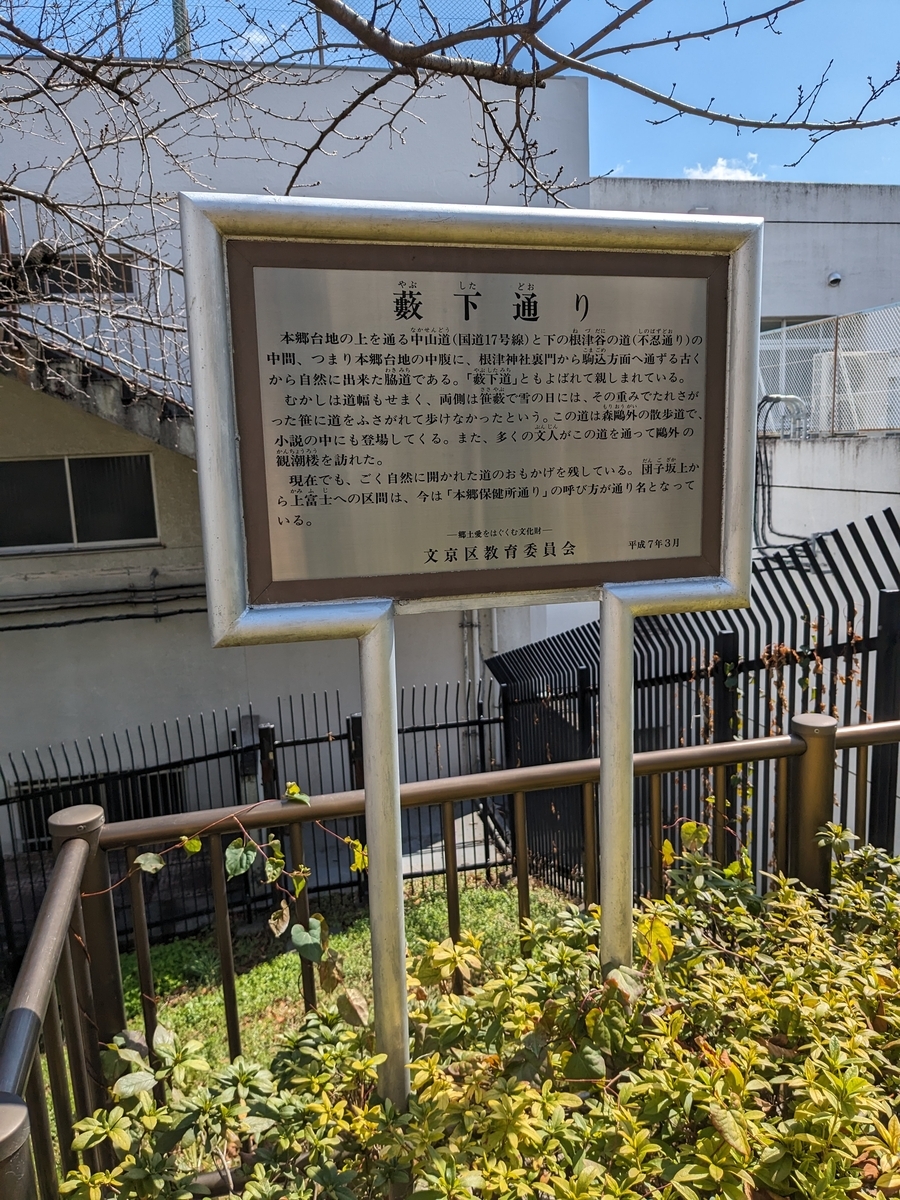 藪下通り
本郷台地の上を通る中山道(国道17号線)と下の根津谷の道(不忍通り)の
中間、つまり本郷台地の中腹に、根津神社裏門から駒込方面へ通ずる古く
から自然に出来た脇道である。「藪下道」ともよばれて親しまれている。
むかしは道幅もせまく、両側は笹藪で雪の日には、その重みでたれさが
った笹に道をふさがれて歩けなかったという。この道は森鷗外の散歩道で、
小説の中にも登場してくる。また、多くの文人がこの道を通って鷗外の
観潮楼を訪れた。
現在でも、ごく自然に開かれた道のおもかげを残している。団子坂上か
ら上富士への区間は、今は「本郷保健所通り」の呼び方が通り名となって
いる。
―郷土愛をはぐくむ文化財―
文京区教育委員会 平成7年3月